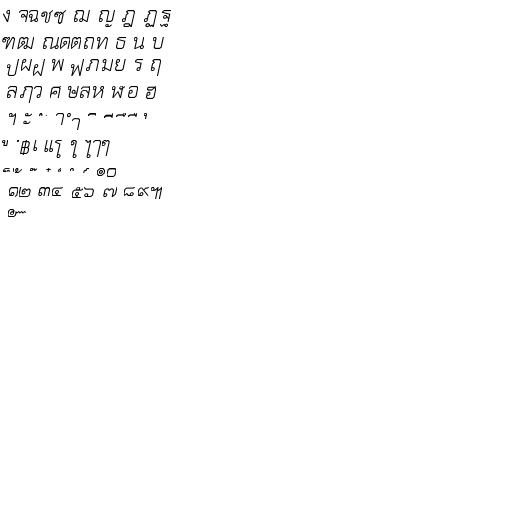 ง จฉชซ ฌ ญ ฎ ฏฐ
ฑฒ ณดตถท ธ น บ
ปผฝ พ ฟภมย ร ฤ
ลฦว ศ ษสห ฬอ ฮ
ฯ ะ ั า ำ ิ ี ึ ื ุ
ู ฺ ฿เ แโ ใ ไๅๆ
็ ่ ้ ๊ ๋ ์ ํ ๎ ๏๐
๑๒ ๓๔ ๕๖ ๗ ๘๙๚
๛